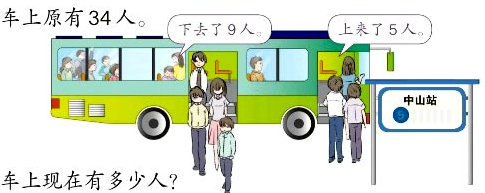 车上原有34人。
下去了9人。
上来了5人。
中山站
5
车上现在有多少人？